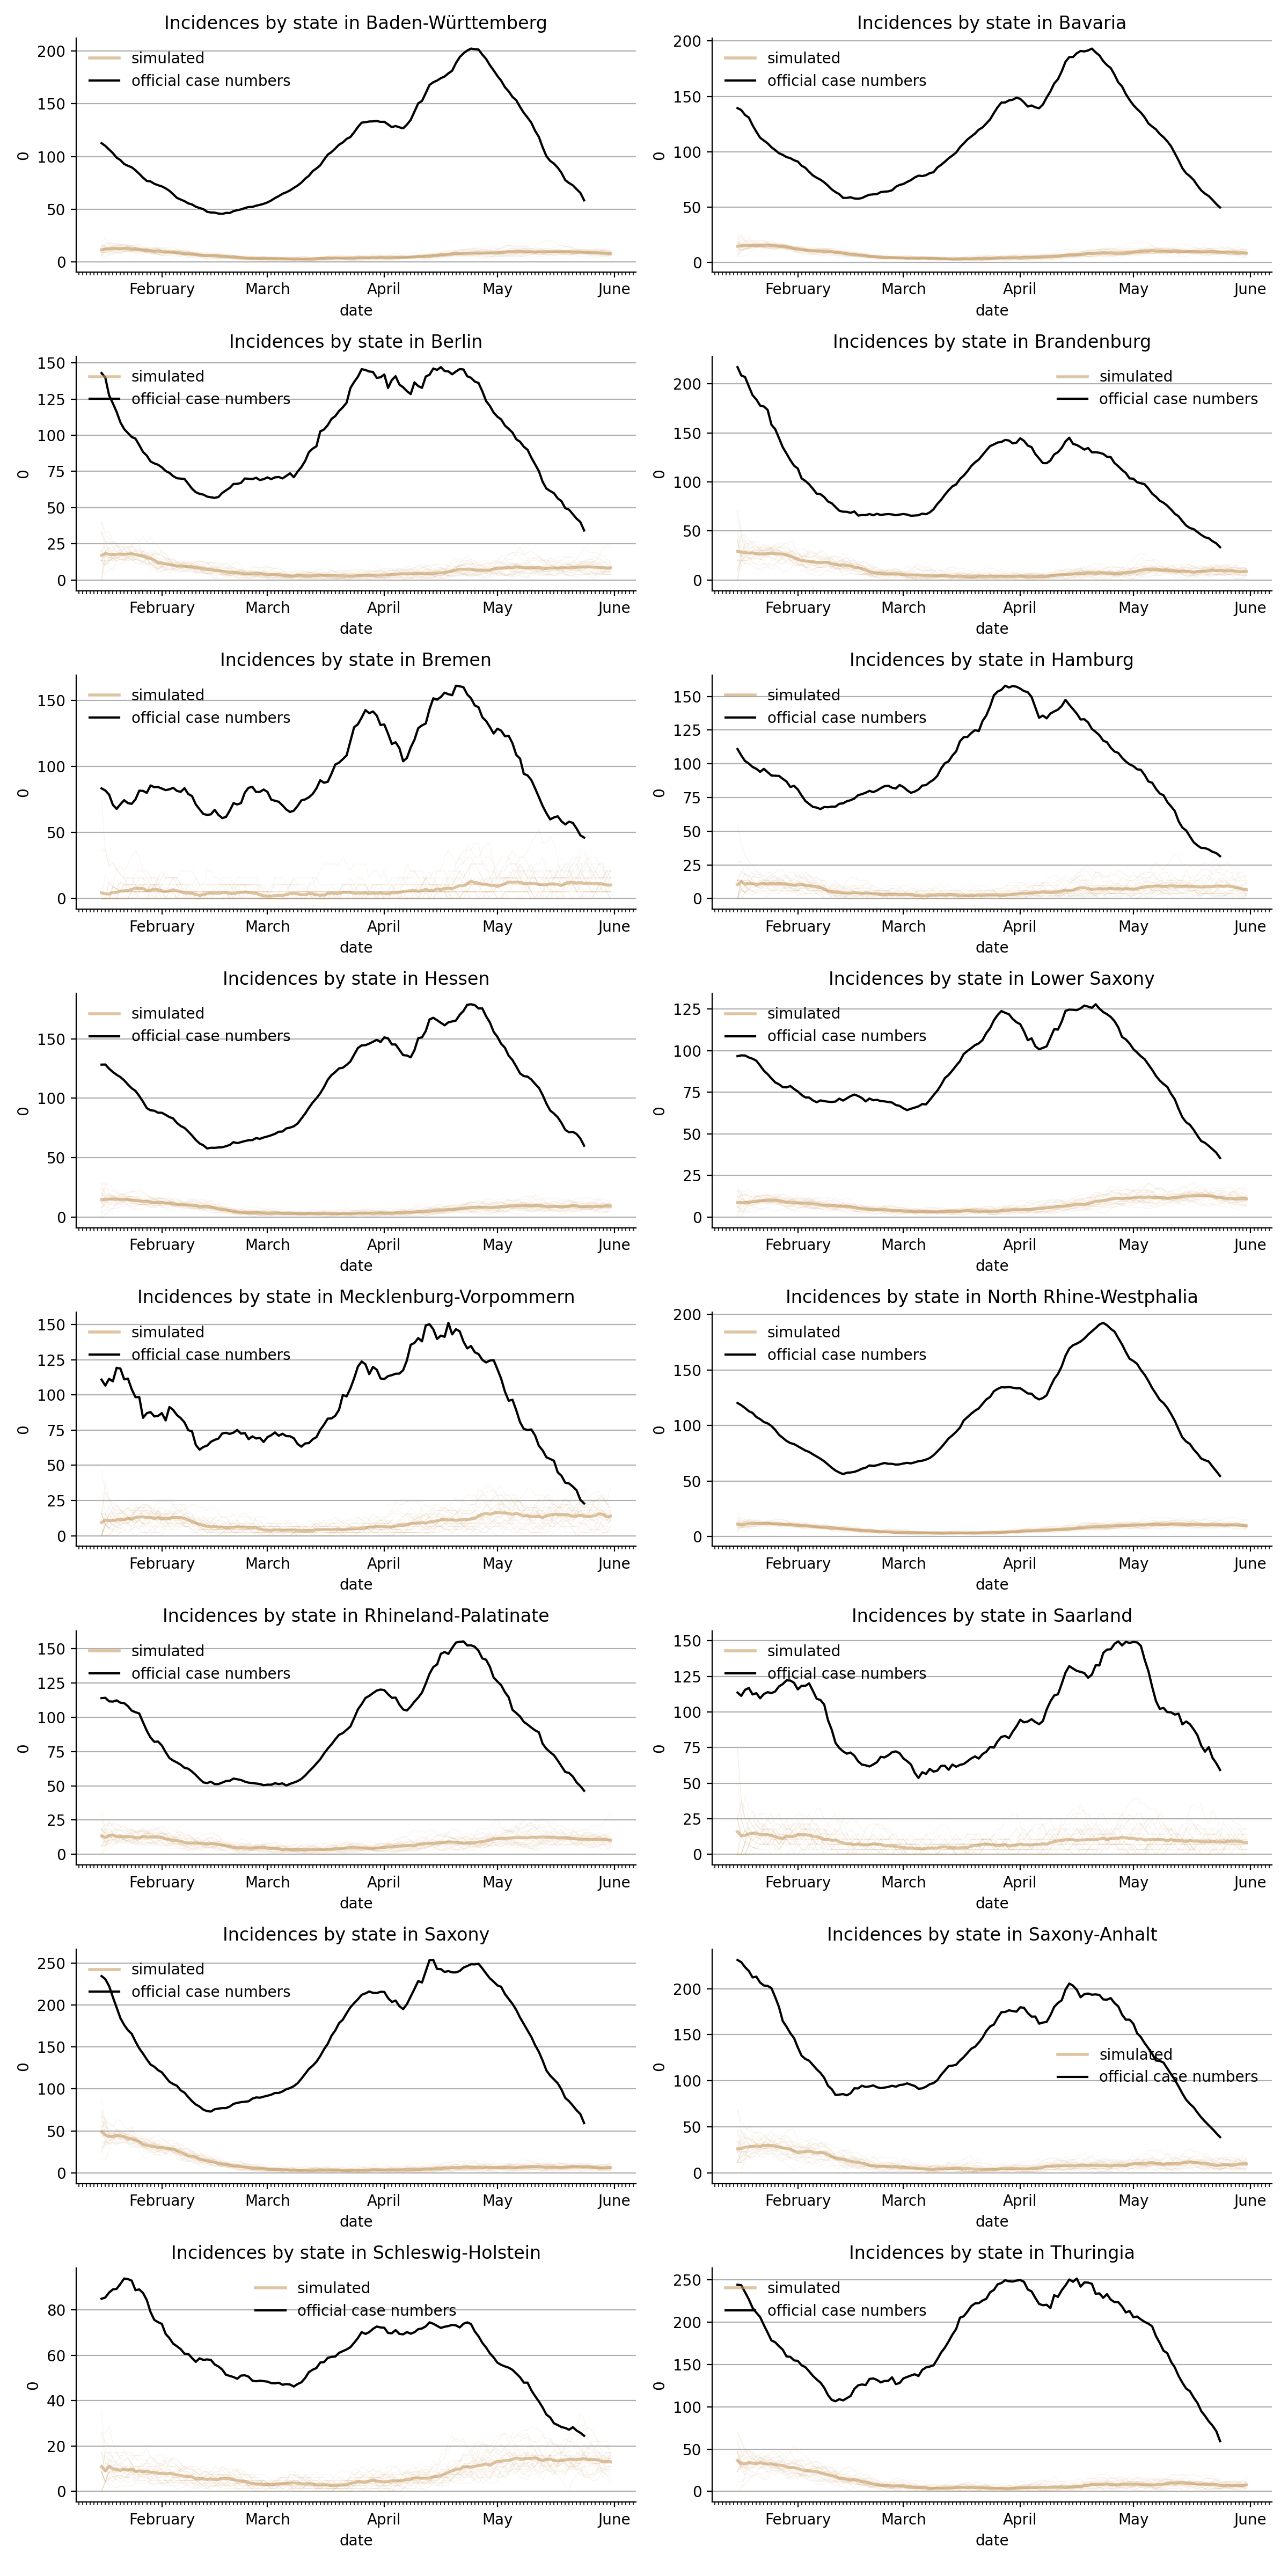 Incidences by state in Baden-Württemberg
simulated
official case numbers
200
150
100
50
0
0
February March April May June
date
Incidences by state in Bavaria
simulated
official case numbers
200
150
100
50
0
0
February March April May June
date
Incidences by state in Berlin
simulated
official case numbers
150
125
100
75
50
25
0
0
February March April May June
date
Incidences by state in Brandenburg
simulated
official case numbers
200
150
100
50
0
0
February March April May June
date
Incidences by state in Bremen
simulated
official case numbers
150
100
50
0
0
February March April May June
date
Incidences by state in Hamburg
simulated
official case numbers
150
125
100
75
50
25
0
0
February March April May June
date
Incidences by state in Hessen
simulated
official case numbers
150
100
50
0
0
February March April May June
date
Incidences by state in Lower Saxony
simulated
official case numbers
125
100
75
50
25
0
0
February March April May June
date
Incidences by state in Mecklenburg-Vorpommern
simulated
official case numbers
150
125
100
75
50
25
0
0
February March April May June
date
Incidences by state in North Rhine-Westphalia
simulated
official case numbers
200
150
100
50
0
0
February March April May June
date
Incidences by state in Rhineland-Palatinate
simulated
official case numbers
150
125
100
75
50
25
0
0
February March April May June
date
Incidences by state in Saarland
simulated
official case numbers
150
125
100
75
50
25
0
0
February March April May June
date
Incidences by state in Saxony
simulated
official case numbers
250
200
150
100
50
0
0
February March April May June
date
Incidences by state in Saxony-Anhalt
simulated
official case numbers
200
150
100
50
0
0
February March April May June
date
Incidences by state in Schleswig-Holstein
simulated
official case numbers
80
60
40
20
0
0
February March April May June
date
Incidences by state in Thuringia
simulated
official case numbers
250
200
150
100
50
0
0
February March April May June
date